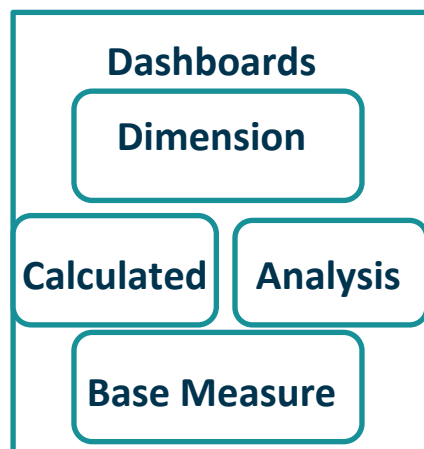 Dashboards
Dimension
Calculated
Analysis
Base Measure